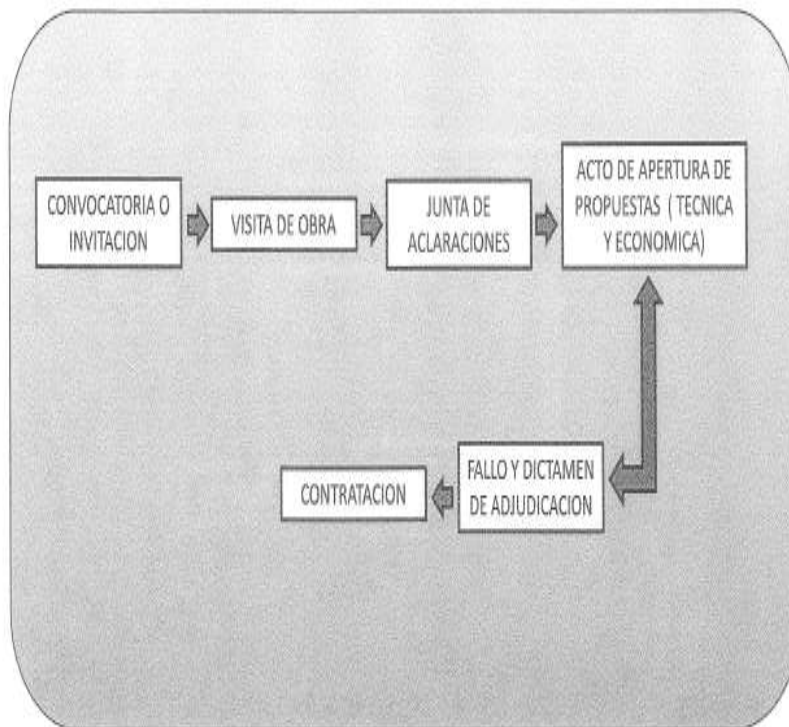 CONVOCATORIA O
INVITACION
VISITA DE OBRA
JUNTA DE
ACLARACIONES
ACTO DE APERTURA DE
PROPUESTAS ( TECNICA
Y ECONOMICA)
FALLO Y DICTAMEN
DE ADJUDICACION
CONTRATACION